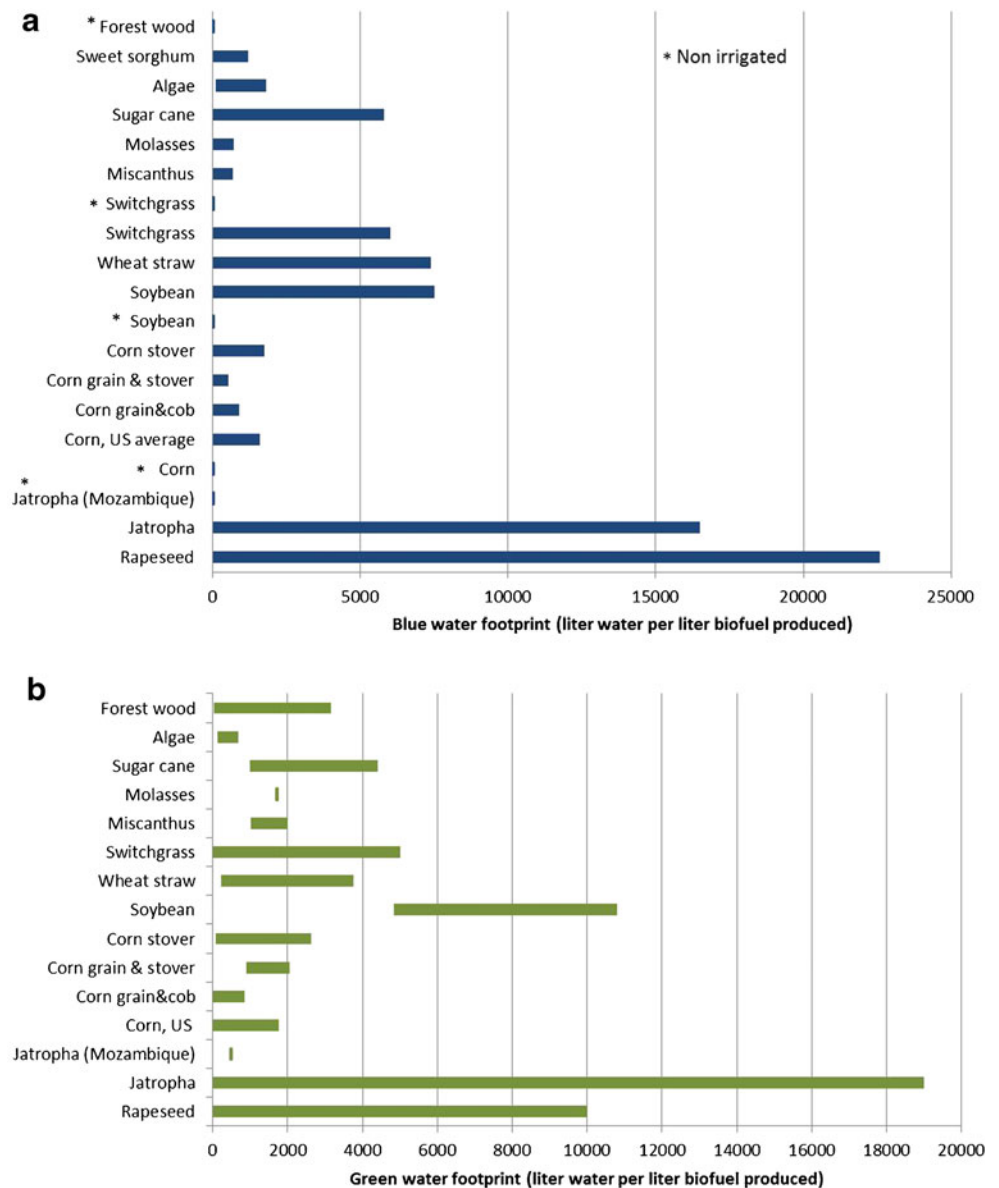 a
* Forest wood
Sweet sorghum
* Non irrigated
Algae
Sugar cane
Molasses
Miscanthus
* Switchgrass
Switchgrass
Wheat straw
Soybean
* Soybean
Corn stover
Corn grain & stover
Corn grain&cob
Corn, US average
* Corn
*
Jatropha (Mozambique)
Jatropha
Rapeseed
0 5000 10000 15000 20000 25000
Blue water footprint (liter water per liter biofuel produced)
b
Forest wood
Algae
Sugar cane
Molasses
Miscanthus
Switchgrass
Wheat straw
Soybean
Corn stover
Corn grain & stover
Corn grain&cob
Corn, US
Jatropha (Mozambique)
Jatropha
Rapeseed
0 2000 4000 6000 8000 10000 12000 14000 16000 18000 20000
Green water footprint (liter water per liter biofuel produced)